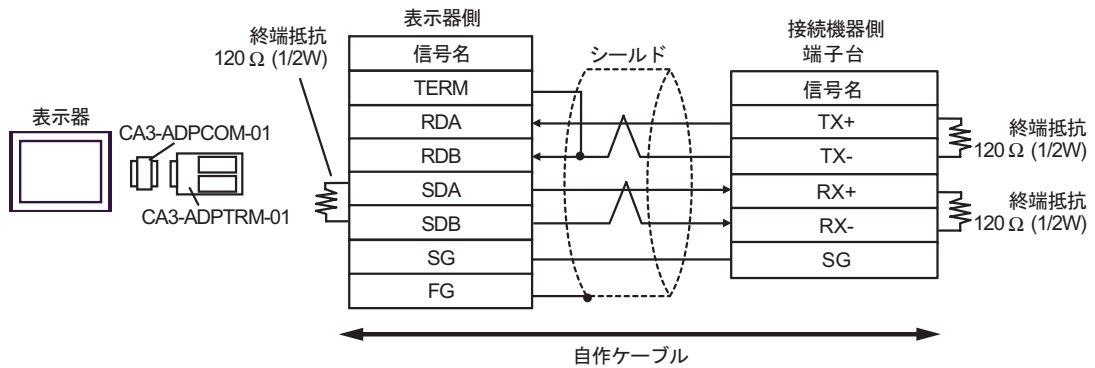 表示器
CA3-ADPCOM-01
CA3-ADPTRM-01
終端抵抗
120 Ω (1/2W)
表示器側
信号名
TERM
RDA
RDB
SDA
SDB
SG
FG
シールド
接続機器側
端子台
信号名
TX+
TX-
RX+
RX-
SG
終端抵抗
120 Ω (1/2W)
終端抵抗
120 Ω (1/2W)
自作ケーブル